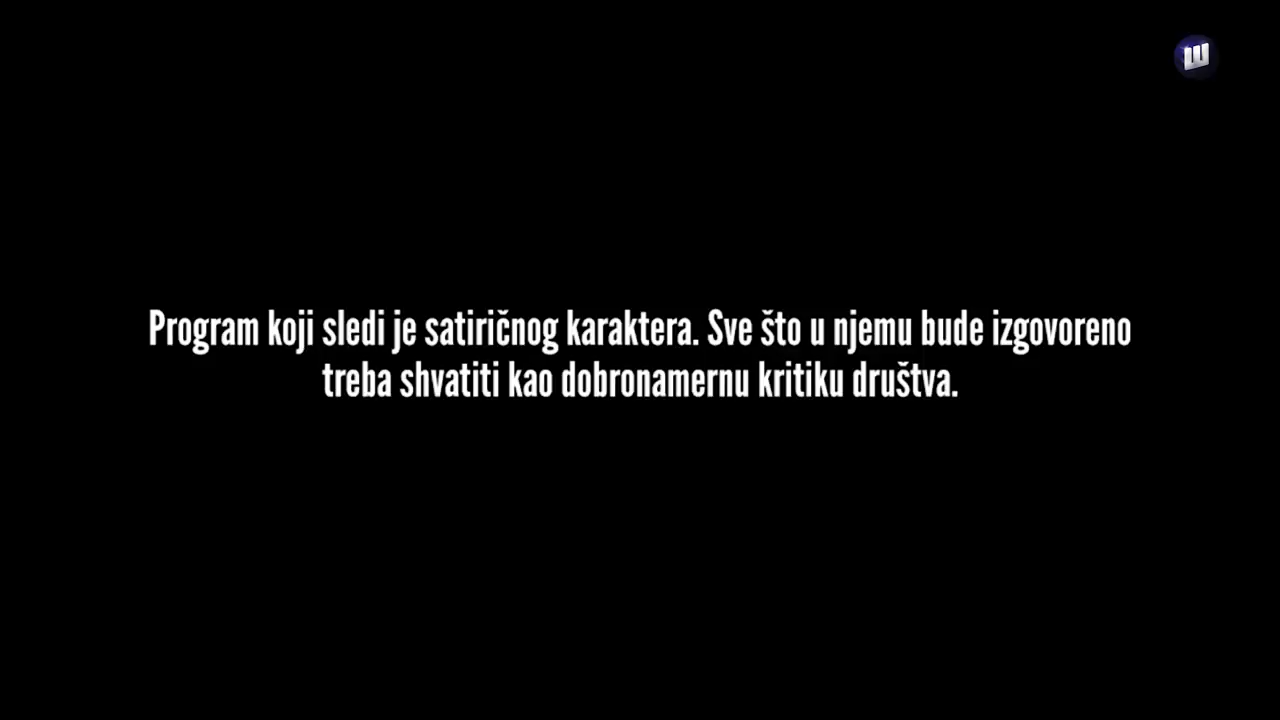 Program koji sledi je satiričnog karaktera. Sve što u njemu bude izgovoreno
treba shvatiti kao dobronamernu kritiku društva.